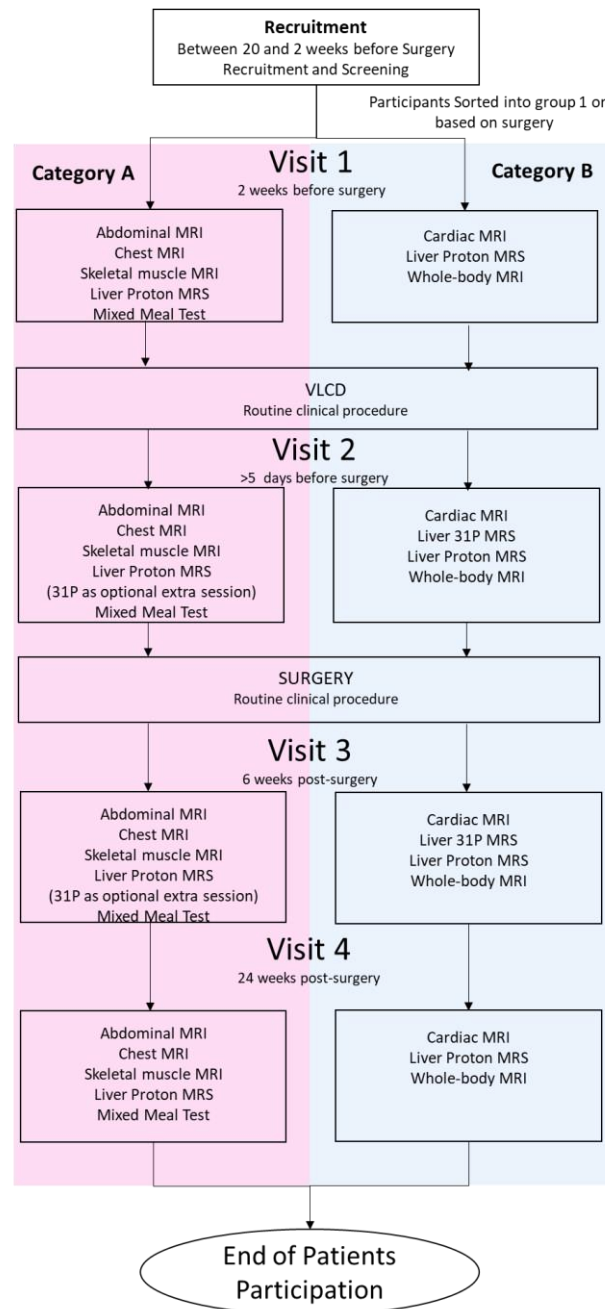 Recruitment
Between 20 and 2 weeks before Surgery
Recruitment and Screening
Participants Sorted into group 1 or
based on surgery
Category A
Visit 1
2 weeks before surgery
Category B
Abdominal MRI
Chest MRI
Skeletal muscle MRI
Liver Proton MRS
Mixed Meal Test
Cardiac MRI
Liver Proton MRS
Whole-body MRI
VLCD
Routine clinical procedure
Visit 2
>5 days before surgery
Abdominal MRI
Chest MRI
Skeletal muscle MRI
Liver Proton MRS
(31P as optional extra session)
Mixed Meal Test
Cardiac MRI
Liver 31P MRS
Liver Proton MRS
Whole-body MRI
SURGERY
Routine clinical procedure
Visit 3
6 weeks post-surgery
Abdominal MRI
Chest MRI
Skeletal muscle MRI
Liver Proton MRS
(31P as optional extra session)
Mixed Meal Test
Cardiac MRI
Liver 31P MRS
Liver Proton MRS
Whole-body MRI
Visit 4
24 weeks post-surgery
Abdominal MRI
Chest MRI
Skeletal muscle MRI
Liver Proton MRS
Mixed Meal Test
Cardiac MRI
Liver Proton MRS
Whole-body MRI
End of Patients
Participation